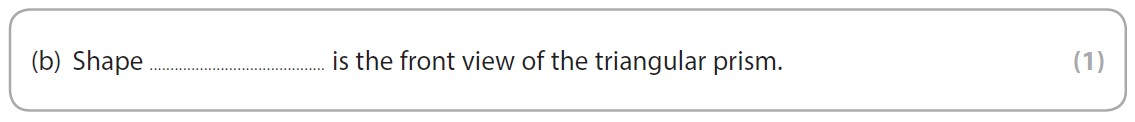 (b) Shape .......................................... is the front view of the triangular prism. (1)